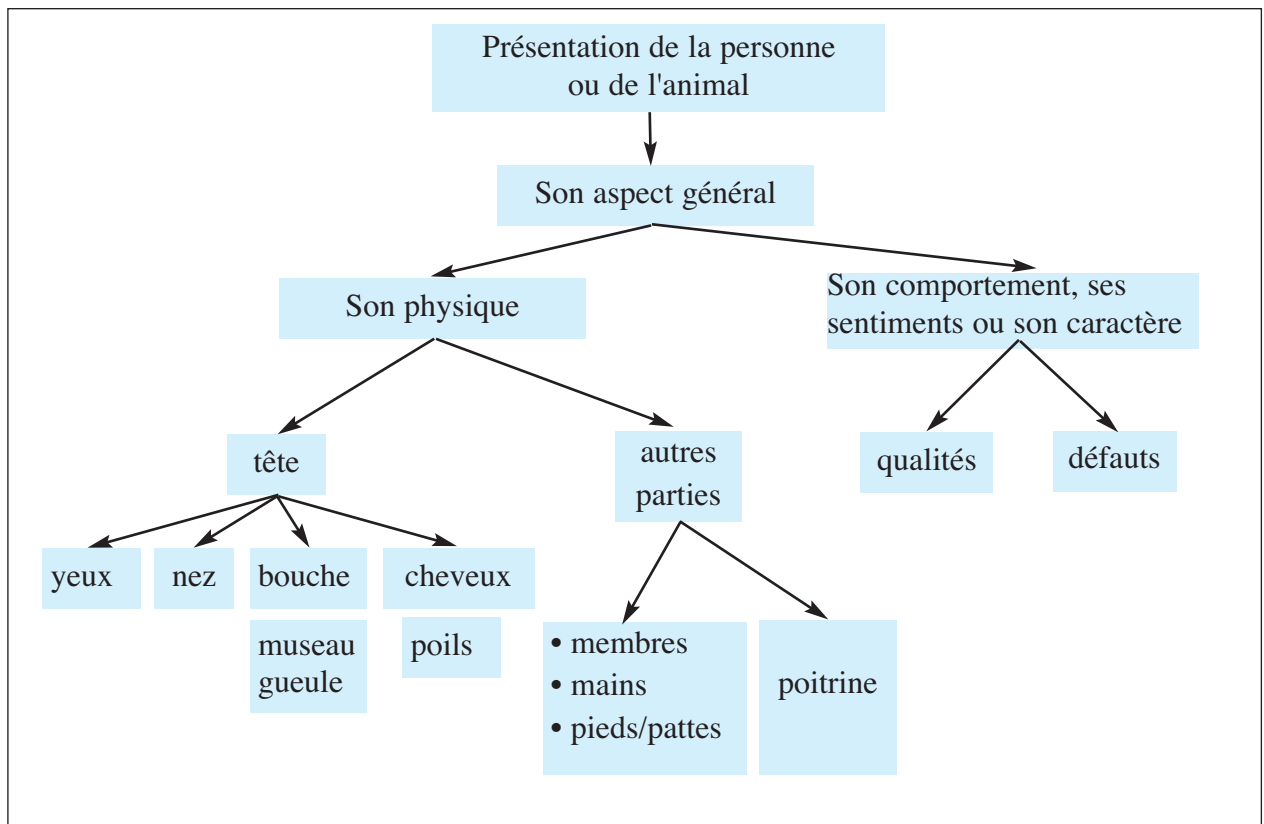 Présentation de la personne
ou de l'animal
Son aspect général
Son physique
Son comportement, ses
sentiments ou son caractère
tête
autres
parties
qualités
défauts
yeux
nez
bouche
cheveux
museau
gueule
poils
• membres
• mains
• pieds/pattes
poitrine